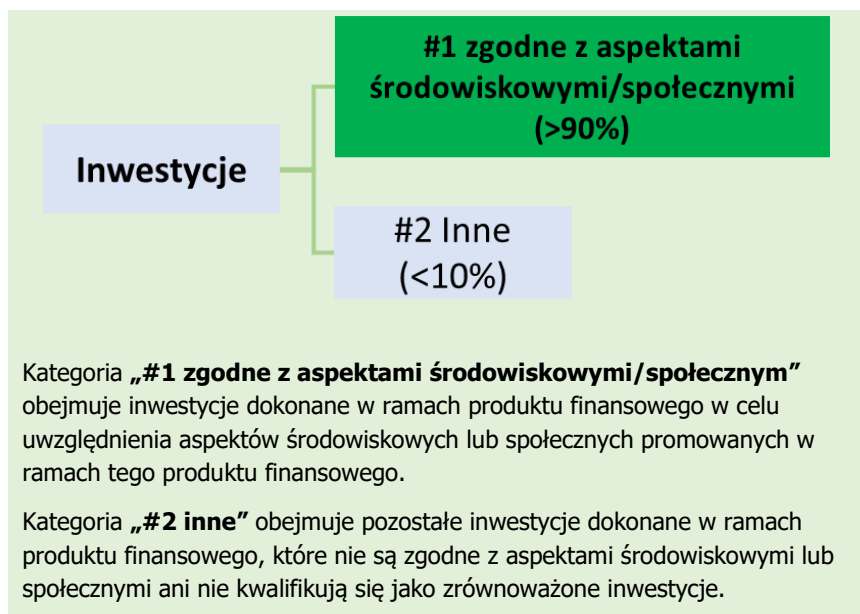 #1 zgodne z aspektami
środowiskowymi/społecznymi
(>90%)
Inwestycje
#2 Inne
(<10%)
Kategoria „#1 zgodne z aspektami środowiskowymi/społecznym”
obejmuje inwestycje dokonane w ramach produktu finansowego w celu
uwzględnienia aspektów środowiskowych lub społecznych promowanych w
ramach tego produktu finansowego.
Kategoria „#2 inne” obejmuje pozostałe inwestycje dokonane w ramach
produktu finansowego, które nie są zgodne z aspektami środowiskowymi lub
społecznymi ani nie kwalifikują się jako zrównoważone inwestycje.